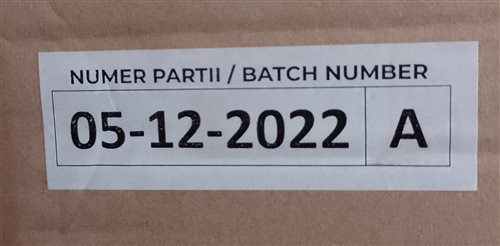 NUMER PARTII / BATCH NUMBER
05-12-2022 A